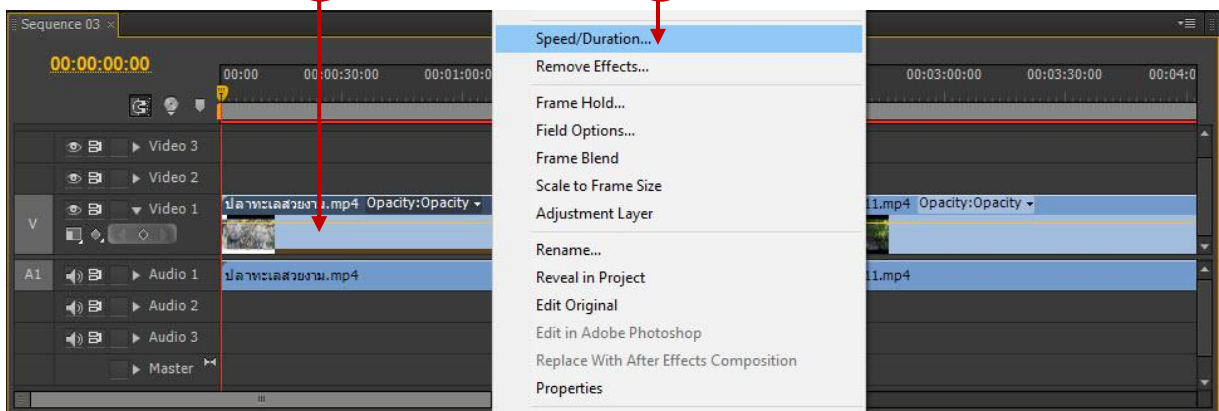 Sequence 03 ×
00:00:00:00
00:00 00:00:30:00 00:01:00:0
00:03:00:00 00:03:30:00 00:04:0
Speed/Duration...
Remove Effects...
Frame Hold...
Field Options...
Frame Blend
Scale to Frame Size
Adjustment Layer
Rename...
Reveal in Project
Edit Original
Edit in Adobe Photoshop
Replace With After Effects Composition
Properties
Video 3
Video 2
V
Video 1
ปลาทะเลสวยงาม.mp4 Opacity:Opacity
11.mp4 Opacity:Opacity
A1
Audio 1
ปลาทะเลสวยงาม.mp4
11.mp4
Audio 2
Audio 3
Master